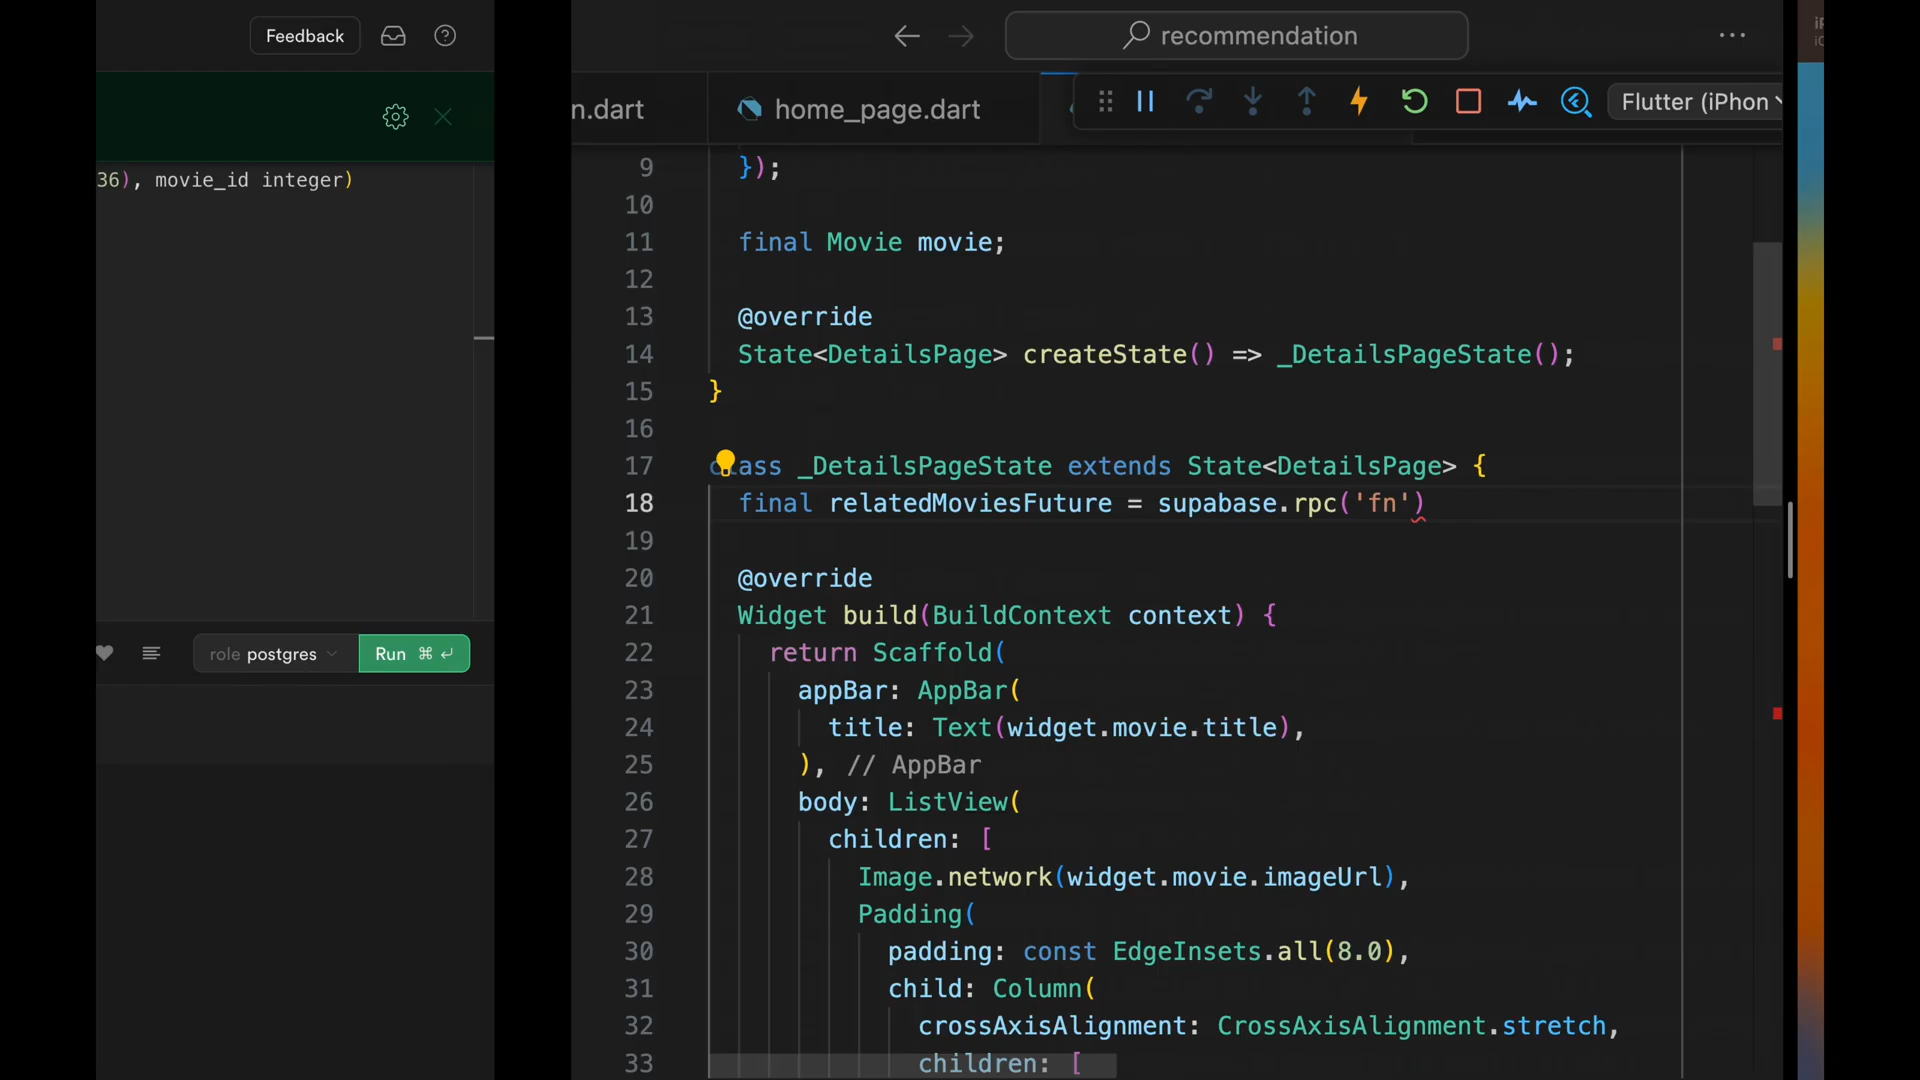 Feedback
36), movie_id integer)
role postgres
Run ⌘ ↵
recommendation
n.dart
home_page.dart
Flutter (iPhon
9 });
10
11 final Movie movie;
12
13 @override
14 State<DetailsPage> createState() => _DetailsPageState();
15 }
16
17 class _DetailsPageState extends State<DetailsPage> {
18 final relatedMoviesFuture = supabase.rpc('fn')
19
20 @override
21 Widget build(BuildContext context) {
22 return Scaffold(
23 appBar: AppBar(
24 title: Text(widget.movie.title),
25 ), // AppBar
26 body: ListView(
27 children: [
28 Image.network(widget.movie.imageUrl),
29 Padding(
30 padding: const EdgeInsets.all(8.0),
31 child: Column(
32 crossAxisAlignment: CrossAxisAlignment.stretch,
33 children: [